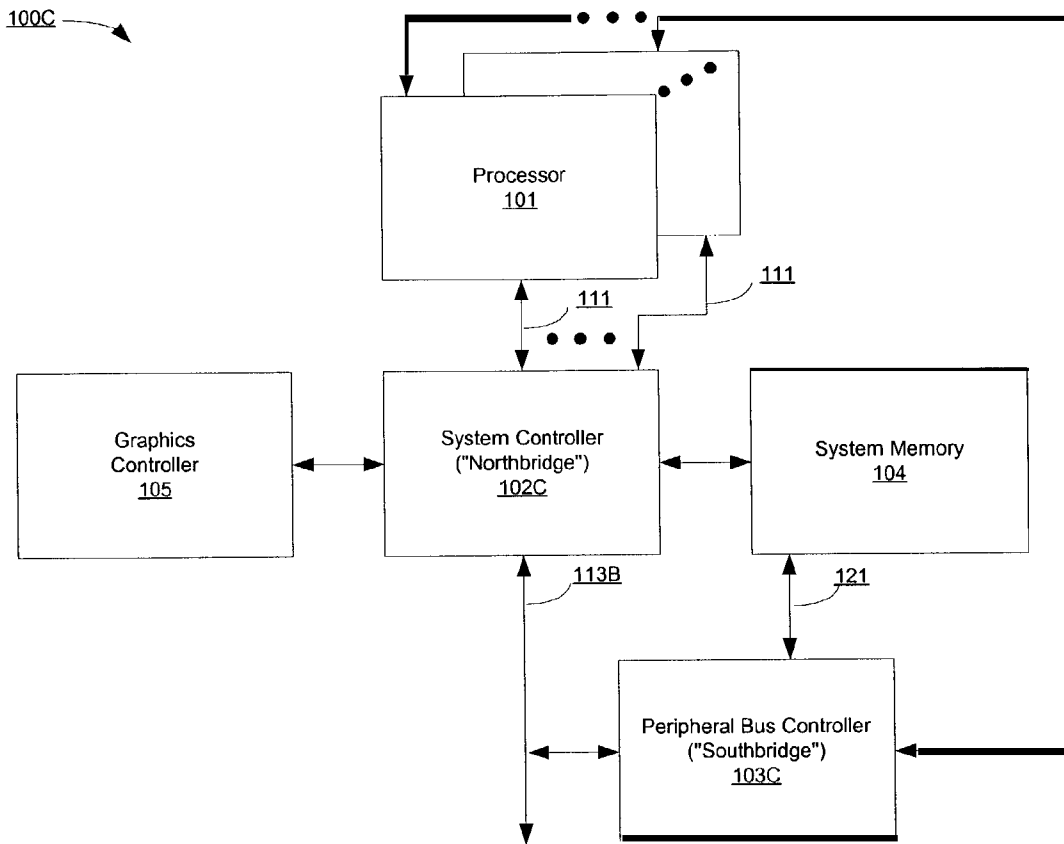 100C
Processor
101
111
111
Graphics
Controller
105
System Controller
("Northbridge")
102C
System Memory
104
113B
121
Peripheral Bus Controller
("Southbridge")
103C